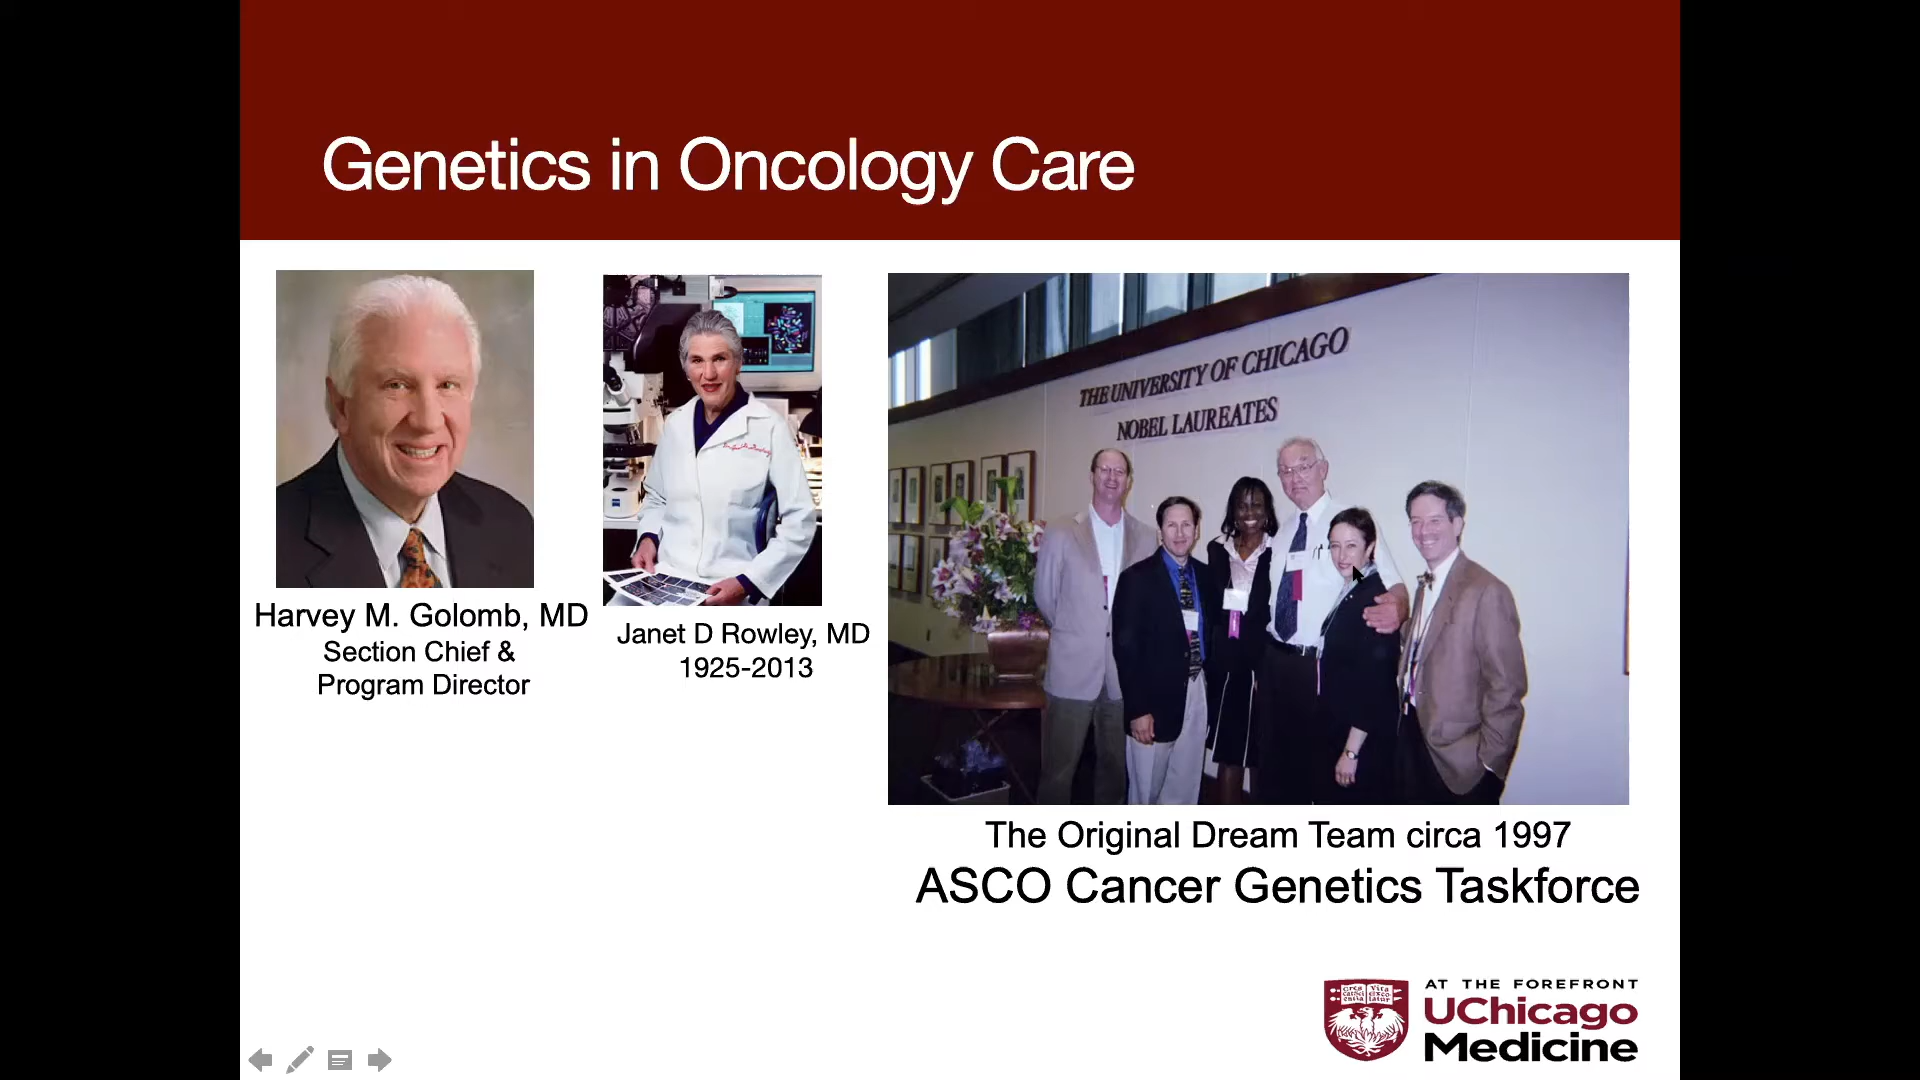 Genetics in Oncology Care
Harvey M. Golomb, MD
Section Chief &
Program Director
Janet D Rowley, MD
1925-2013
THE UNIVERSITY OF CHICAGO
NOBEL LAUREATES
The Original Dream Team circa 1997
ASCO Cancer Genetics Taskforce
AT THE FOREFRONT
UChicago
Medicine